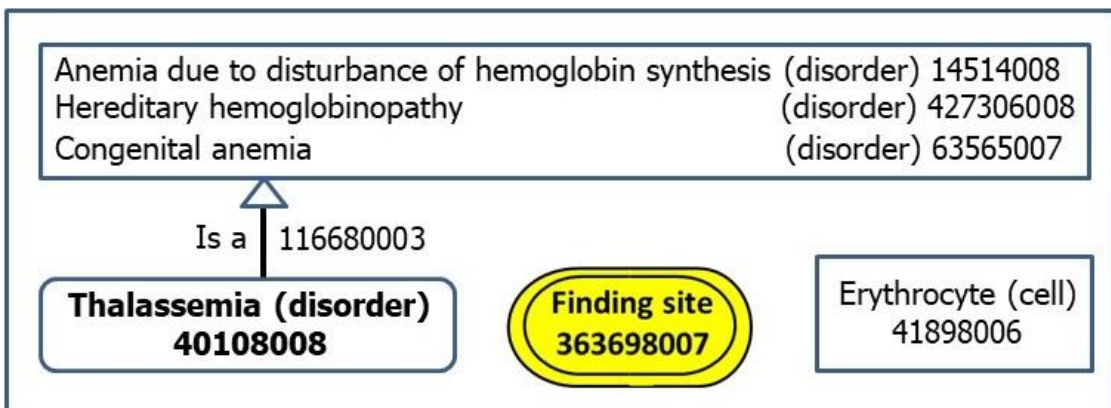 Anemia due to disturbance of hemoglobin synthesis (disorder) 14514008
Hereditary hemoglobinopathy (disorder) 427306008
Congenital anemia (disorder) 63565007
Is a 116680003
Thalassemia (disorder)
40108008
Finding site
363698007
Erythrocyte (cell)
41898006